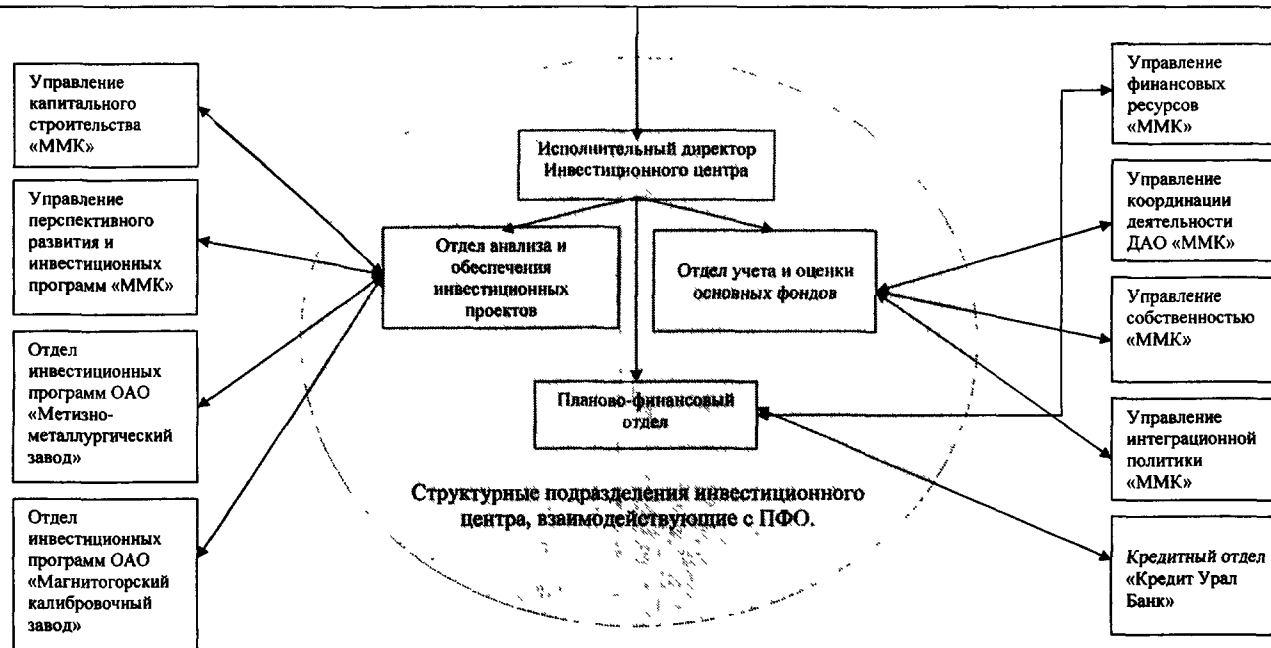 Управление
капитального
строительства
«ММК»
Управление
перспективного
развития и
инвестиционных
программ «ММК»
Отдел
инвестиционных
программ ОАО
«Метизно-
металлургический
завод»
Отдел
инвестиционных
программ ОАО
«Магнитогорский
калибровочный
завод»
Исполнительный директор
Инвестиционного центра
Отдел анализа и
обеспечения
инвестиционных
проектов
Отдел учета и оценки
основных фондов
Планово-финансовый
отдел
Структурные подразделения инвестиционного
центра, взаимодействующие с ПФО.
Управление
финансовых
ресурсов
«ММК»
Управление
координации
деятельности
ДАО «ММК»
Управление
собственностью
«ММК»
Управление
интеграционной
политики
«ММК»
Кредитный отдел
«Кредит Урал
Банк»